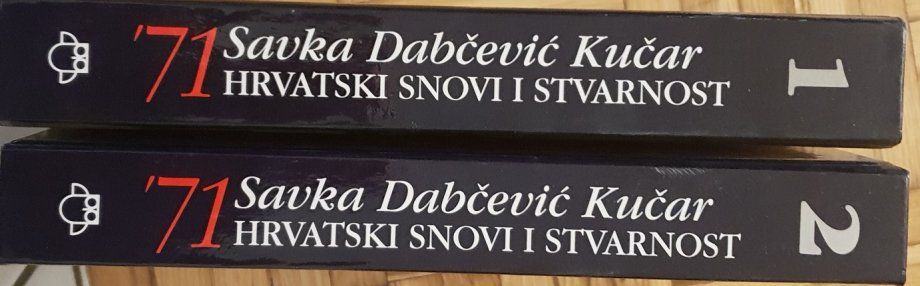 '71 Savka Dabčević Kučar
HRVATSKI SNOVI I STVARNOST
1
'71 Savka Dabčević Kučar
HRVATSKI SNOVI I STVARNOST
2